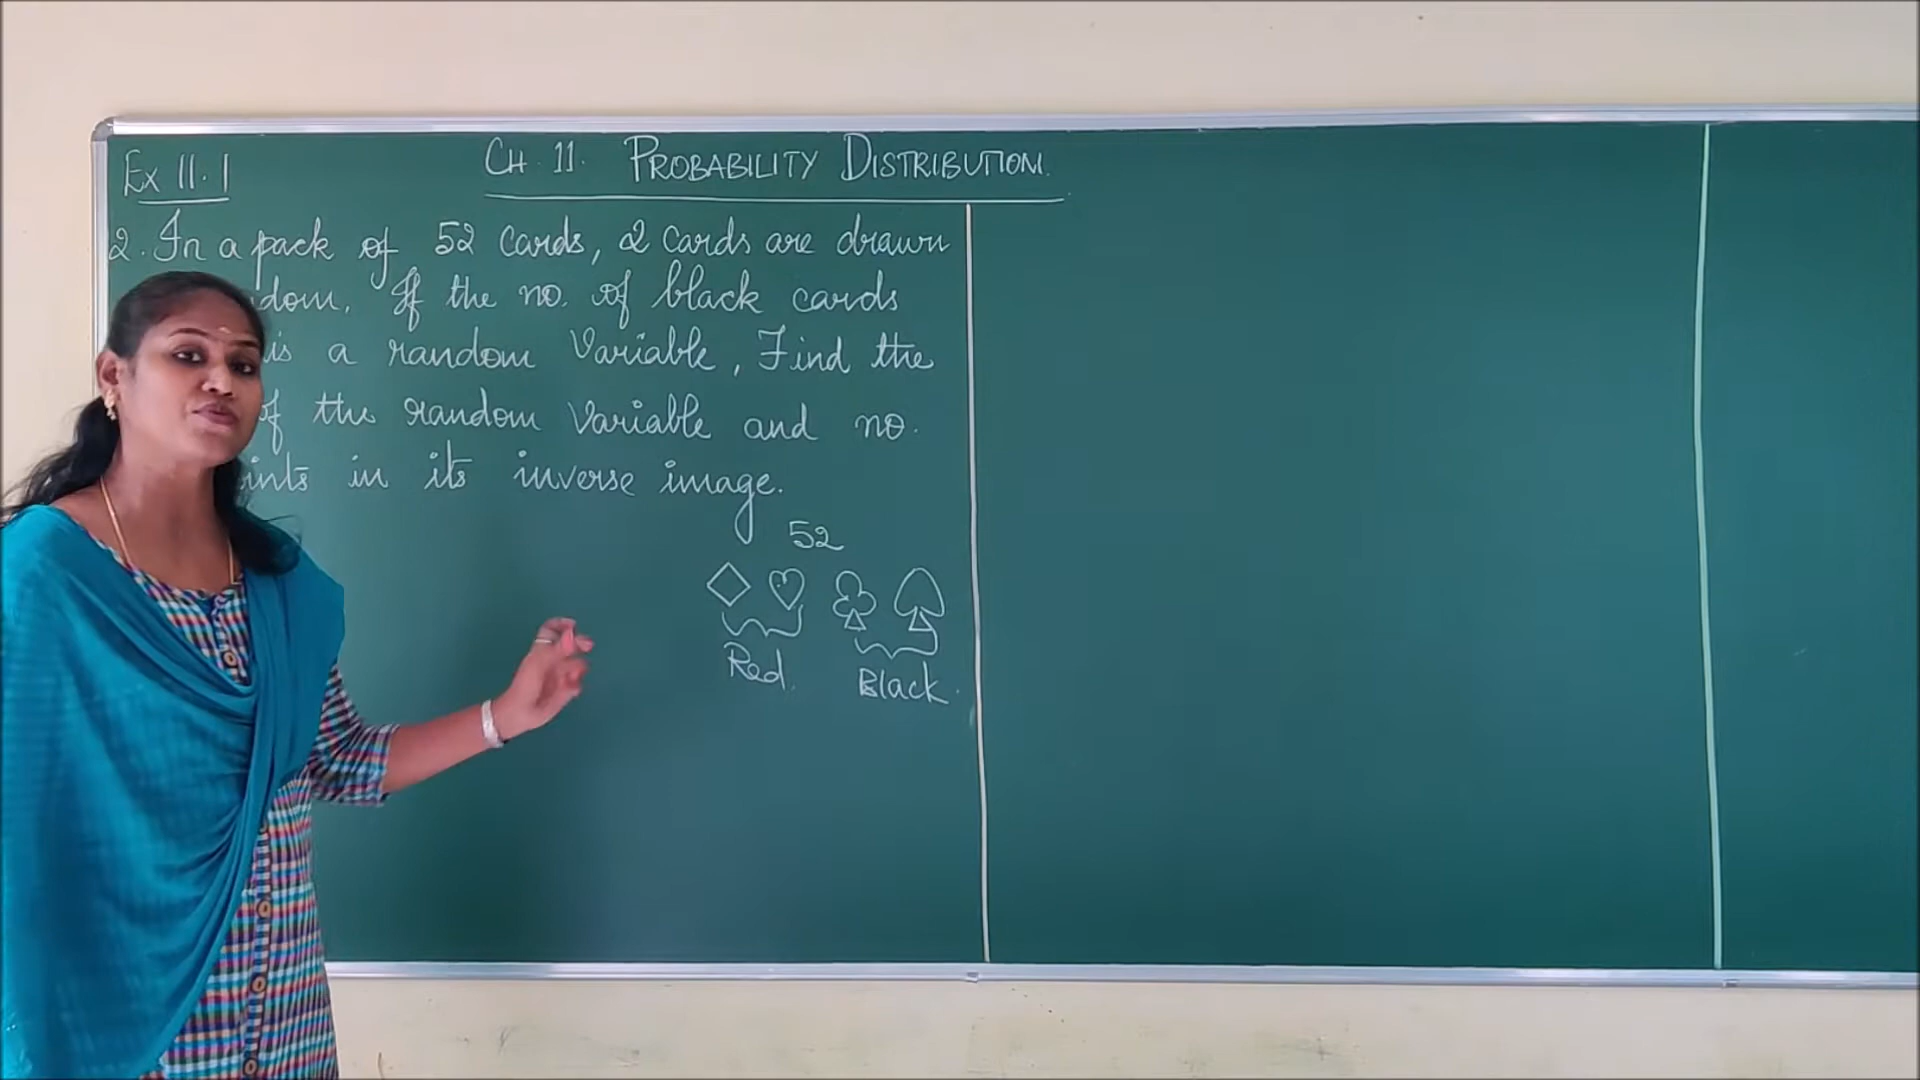 Ex 11.1
CH. 11. PROBABILITY DISTRIBUTION.
2. In a pack of 52 cards, 2 cards are drawn
dom. If the no. of black cards
is a random Variable, Find the
of the random Variable and no.
ints in its inverse image.
52
Red.
Black.